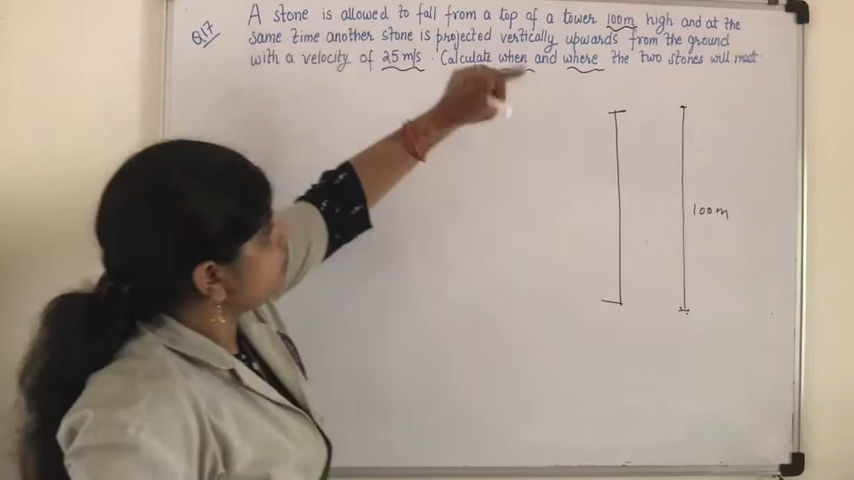 Q17 A stone is allowed to fall from a top of a tower 100m high and at the
same time another stone is projected vertically upwards from the ground
with a velocity of 25 m/s. Calculate when and where the two stones will meet.
100m